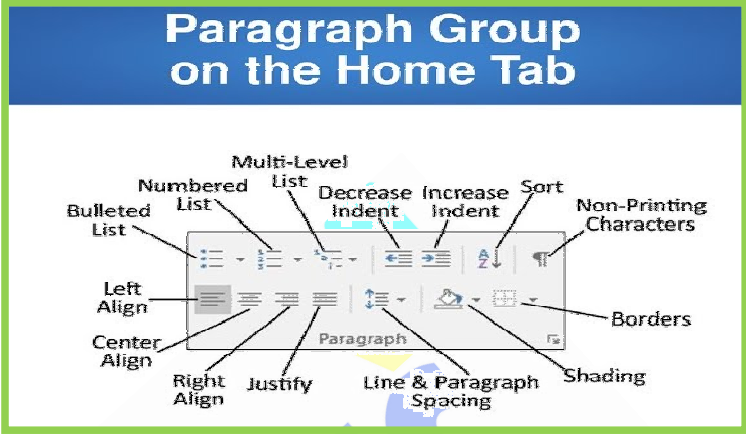 Paragraph Group
on the Home Tab
Multi-Level
List
Numbered
List
Bulleted
List
Decrease
Indent
Increase
Indent
Sort
Non-Printing
Characters
Left
Align
Center
Align
Right
Align
Justify
Paragraph
Line & Paragraph
Spacing
Shading
Borders